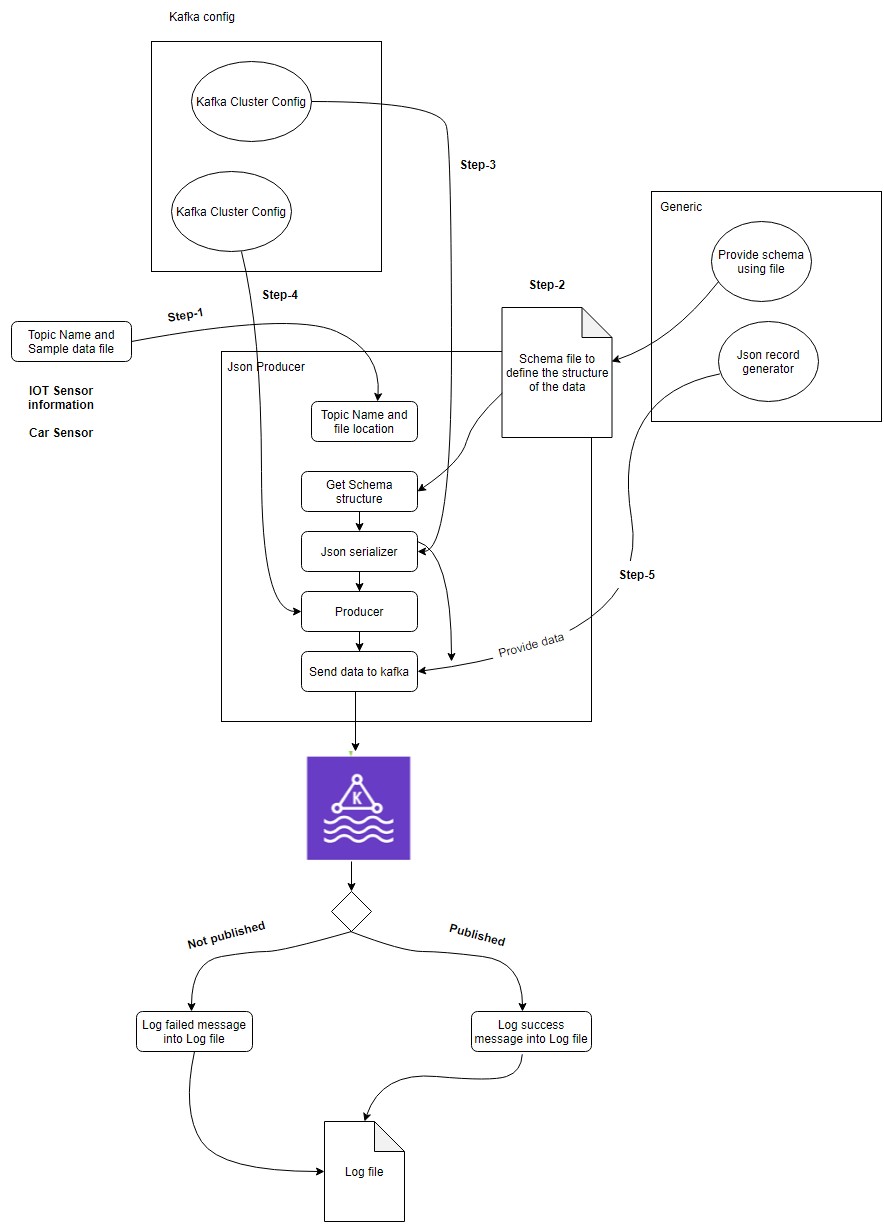 Kafka config
Kafka Cluster Config
Step-3
Kafka Cluster Config
Generic
Provide schema
using file
Step-4
Step-2
Step-1
Topic Name and
Sample data file
Schema file to
define the structure
of the data
Json record
generator
Json Producer
IOT Sensor
information
Car Sensor
Topic Name and
file location
Get Schema
structure
Json serializer
Step-5
Producer
Provide data
Send data to kafka
K
Not published
Published
Log failed message
into Log file
Log success
message into Log file
Log file